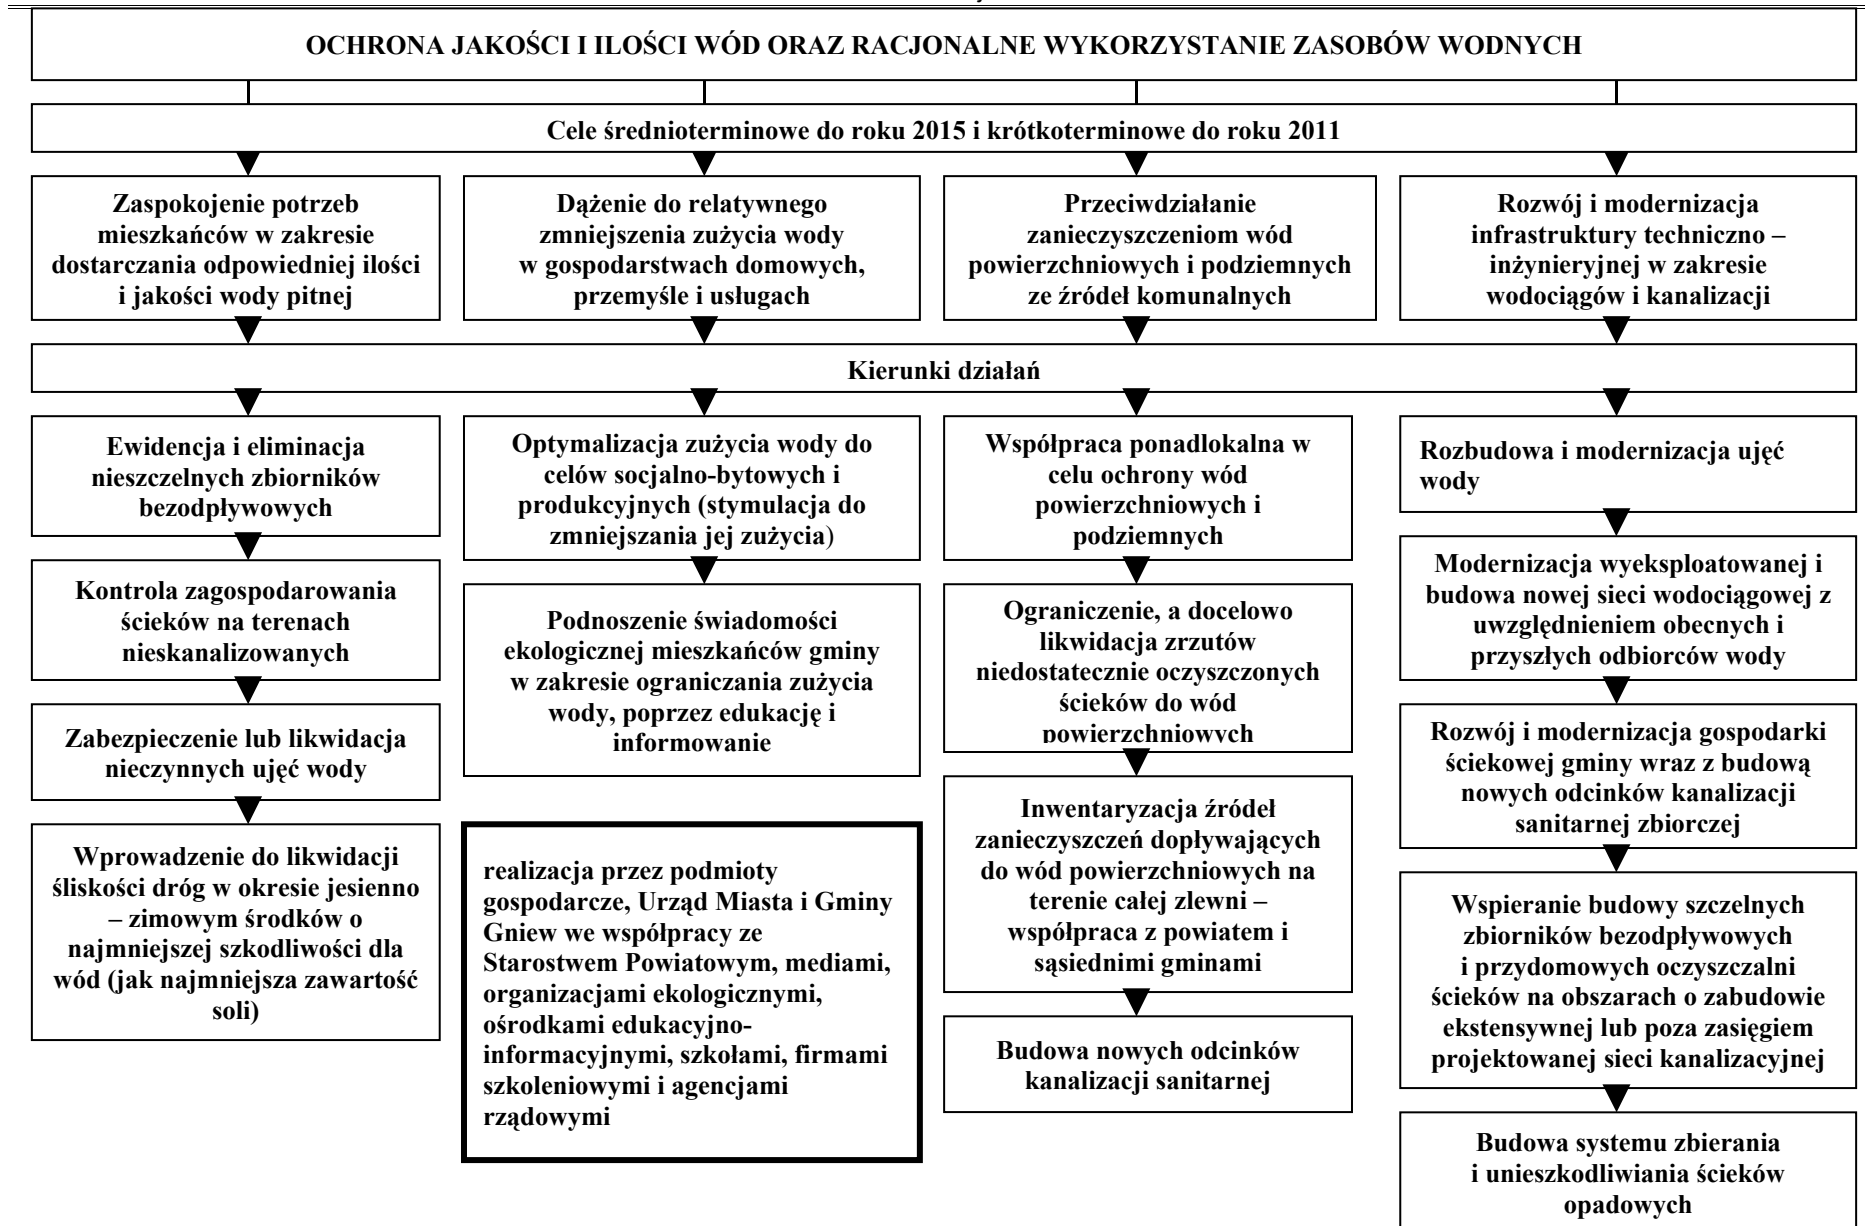 OCHRONA JAKOŚCI I ILOŚCI WÓD ORAZ RACJONALNE WYKORZYSTANIE ZASOBÓW WODNYCH
Cele średnioterminowe do roku 2015 i krótkoterminowe do roku 2011
Zaspokojenie potrzeb
mieszkańców w zakresie
dostarczania odpowiedniej ilości
i jakości wody pitnej
Dążenie do relatywnego
zmniejszenia zużycia wody
w gospodarstwach domowych,
przemyśle i usługach
Przeciwdziałanie
zanieczyszczeniom wód
powierzchniowych i podziemnych
ze źródeł komunalnych
Rozwój i modernizacja
infrastruktury techniczno –
inżynieryjnej w zakresie
wodociągów i kanalizacji
Kierunki działań
Ewidencja i eliminacja
nieszczelnych zbiorników
bezodpływowych
Kontrola zagospodarowania
ścieków na terenach
nieskanalizowanych
Zabezpieczenie lub likwidacja
nieczynnych ujęć wody
Wprowadzenie do likwidacji
śliskości dróg w okresie jesienno
– zimowym środków o
najmniejszej szkodliwości dla
wód (jak najmniejsza zawartość
soli)
Optymalizacja zużycia wody do
celów socjalno-bytowych i
produkcyjnych (stymulacja do
zmniejszania jej zużycia)
Podnoszenie świadomości
ekologicznej mieszkańców gminy
w zakresie ograniczania zużycia
wody, poprzez edukację i
informowanie
realizacja przez podmioty
gospodarcze, Urząd Miasta i Gminy
Gniew we współpracy ze
Starostwem Powiatowym, mediami,
organizacjami ekologicznymi,
ośrodkami edukacyjno-
informacyjnymi, szkołami, firmami
szkoleniowymi i agencjami
rządowymi
Współpraca ponadlokalna w
celu ochrony wód
powierzchniowych i
podziemnych
Ograniczenie, a docelowo
likwidacja zrzutów
niedostatecznie oczyszczonych
ścieków do wód
powierzchniowych
Inwentaryzacja źródeł
zanieczyszczeń dopływających
do wód powierzchniowych na
terenie całej zlewni –
współpraca z powiatem i
sąsiednimi gminami
Budowa nowych odcinków
kanalizacji sanitarnej
Rozbudowa i modernizacja ujęć
wody
Modernizacja wyeksploatowanej i
budowa nowej sieci wodociągowej z
uwzględnieniem obecnych i
przyszłych odbiorców wody
Rozwój i modernizacja gospodarki
ściekowej gminy wraz z budową
nowych odcinków kanalizacji
sanitarnej zbiorczej
Wspieranie budowy szczelnych
zbiorników bezodpływowych
i przydomowych oczyszczalni
ścieków na obszarach o zabudowie
ekstensywnej lub poza zasięgiem
projektowanej sieci kanalizacyjnej
Budowa systemu zbierania
i unieszkodliwiania ścieków
opadowych